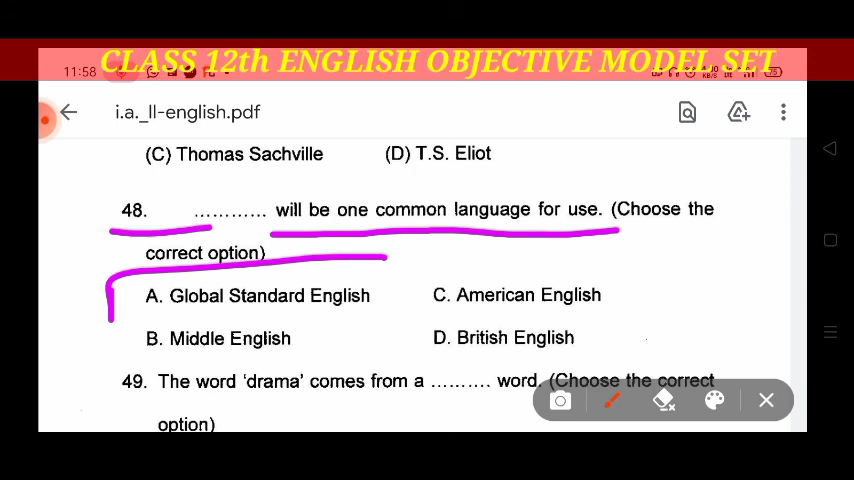 CLASS 12th ENGLISH OBJECTIVE MODEL SET
11:58
i.a._ll-english.pdf
(C) Thomas Sachville (D) T.S. Eliot
48. ………… will be one common language for use. (Choose the
correct option)
A. Global Standard English C. American English
B. Middle English D. British English
49. The word ‘drama’ comes from a ……… word. (Choose the correct
option)